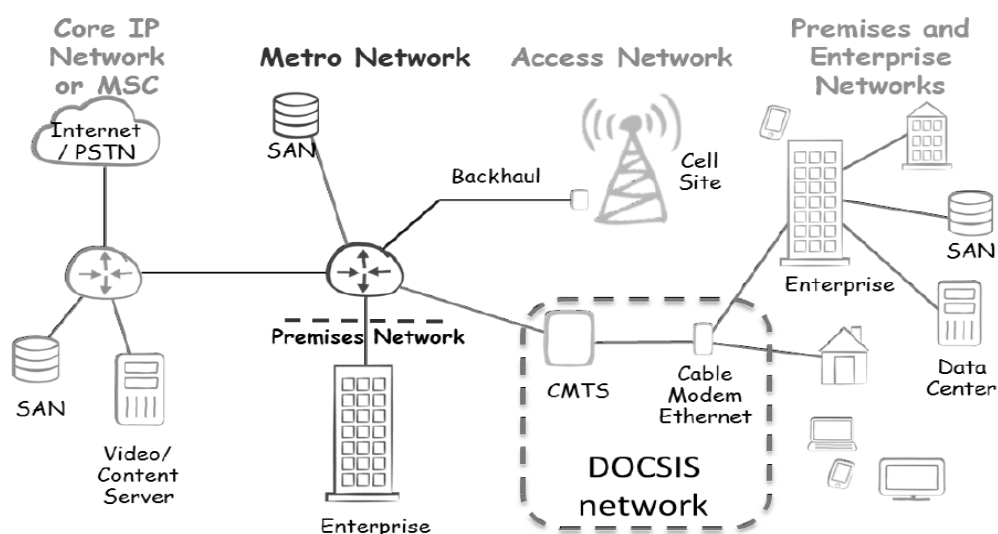 Core IP
Network
or MSC
Metro Network
Access Network
Premises and
Enterprise
Networks
Internet
/ PSTN
SAN
Backhaul
Cell
Site
SAN
Enterprise
Premises Network
SAN
Video/
Content
Server
Enterprise
CMTS
Cable
Modem
Ethernet
Data
Center
DOCSIS
network